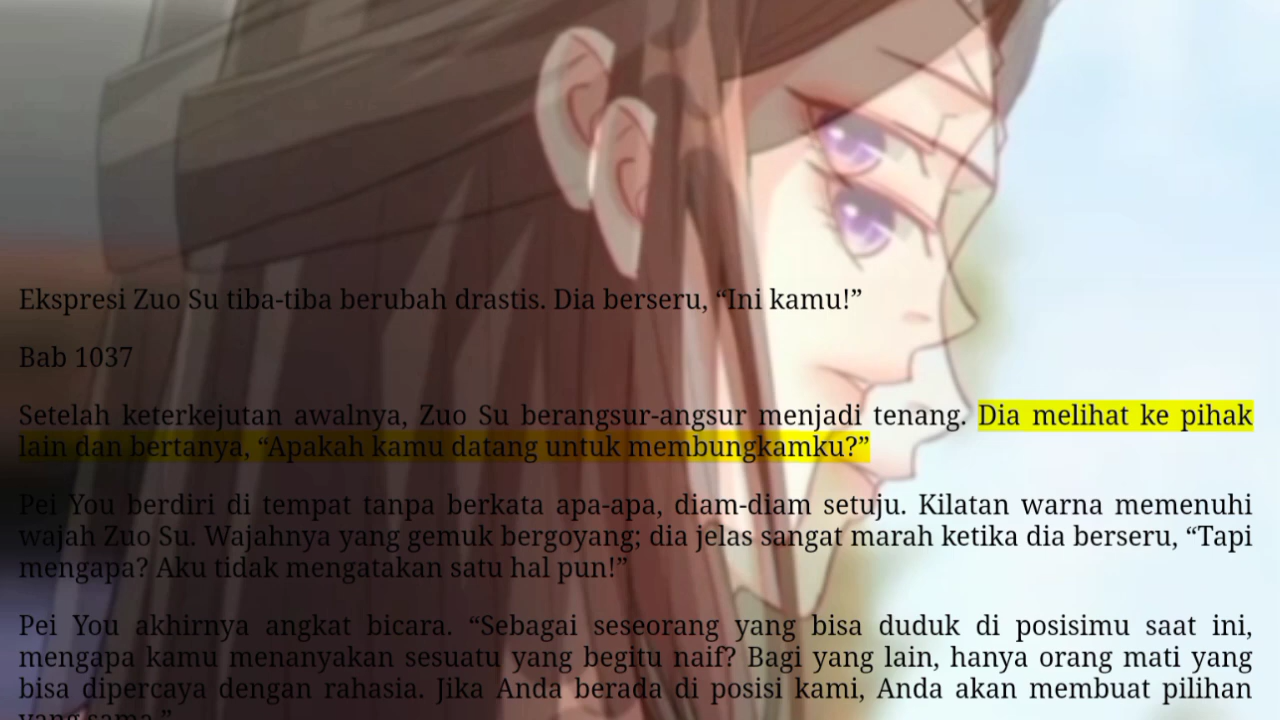 Ekspresi Zuo Su tiba-tiba berubah drastis. Dia berseru, “Ini kamu!”
Bab 1037
Setelah keterkejutan awalnya, Zuo Su berangsur-angsur menjadi tenang. Dia melihat ke pihak
lain dan bertanya, “Apakah kamu datang untuk membungkamku?”
Pei You berdiri di tempat tanpa berkata apa-apa, diam-diam setuju. Kilatan warna memenuhi
wajah Zuo Su. Wajahnya yang gemuk bergoyang; dia jelas sangat marah ketika dia berseru, “Tapi
mengapa? Aku tidak mengatakan satu hal pun!”
Pei You akhirnya angkat bicara. “Sebagai seseorang yang bisa duduk di posisimu saat ini,
mengapa kamu menanyakan sesuatu yang begitu naif? Bagi yang lain, hanya orang mati yang
bisa dipercaya dengan rahasia. Jika Anda berada di posisi kami, Anda akan membuat pilihan
yang sama.”